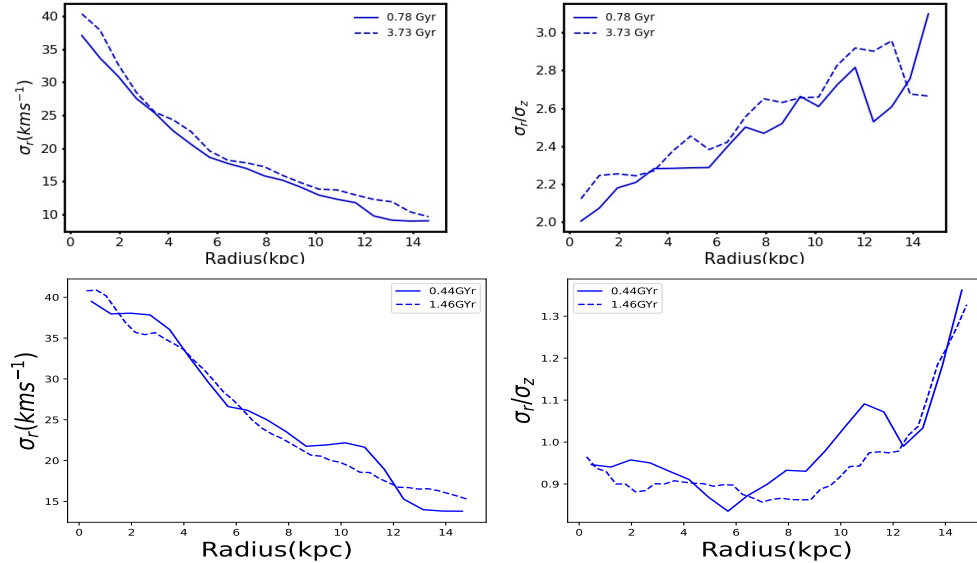 40
35
30
25
20
15
10
σr(kms−1)
0.78 Gyr
3.73 Gyr
0 2 4 6 8 10 12 14
Radius(kpc)
3.0
2.8
2.6
2.4
2.2
2.0
σr/σz
0.78 Gyr
3.73 Gyr
0 2 4 6 8 10 12 14
Radius(kpc)
40
35
30
25
20
15
σr(kms−1)
0.44GYr
1.46GYr
0 2 4 6 8 10 12 14
Radius(kpc)
1.3
1.2
1.1
1.0
0.9
σr/σz
0.44GYr
1.46GYr
0 2 4 6 8 10 12 14
Radius(kpc)